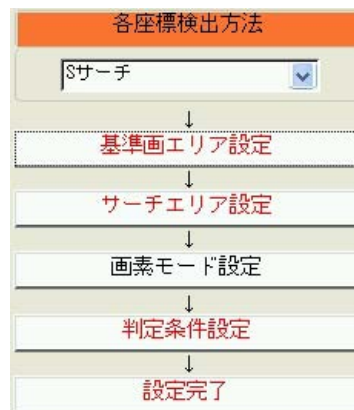 各座標検出方法
Sサーチ
↓
基準画エリア設定
↓
サーチエリア設定
↓
画素モード設定
↓
判定条件設定
↓
設定完了